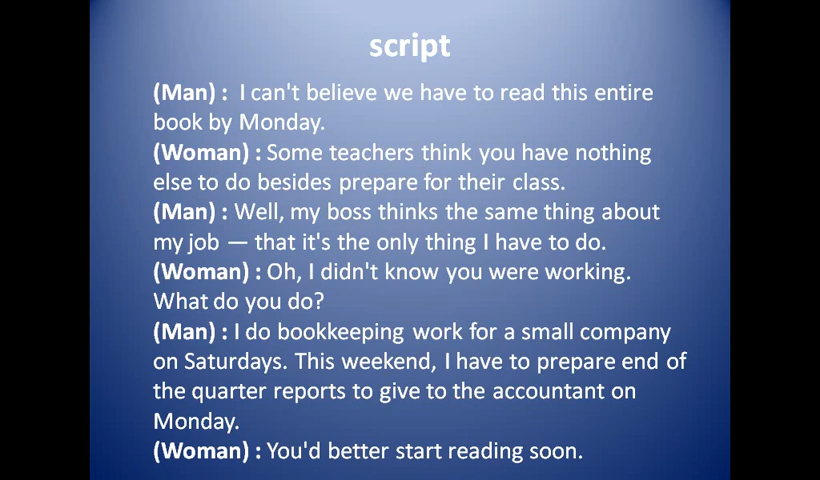 script
(Man) : I can't believe we have to read this entire
book by Monday.
(Woman) : Some teachers think you have nothing
else to do besides prepare for their class.
(Man) : Well, my boss thinks the same thing about
my job — that it's the only thing I have to do.
(Woman) : Oh, I didn't know you were working.
What do you do?
(Man) : I do bookkeeping work for a small company
on Saturdays. This weekend, I have to prepare end of
the quarter reports to give to the accountant on
Monday.
(Woman) : You'd better start reading soon.